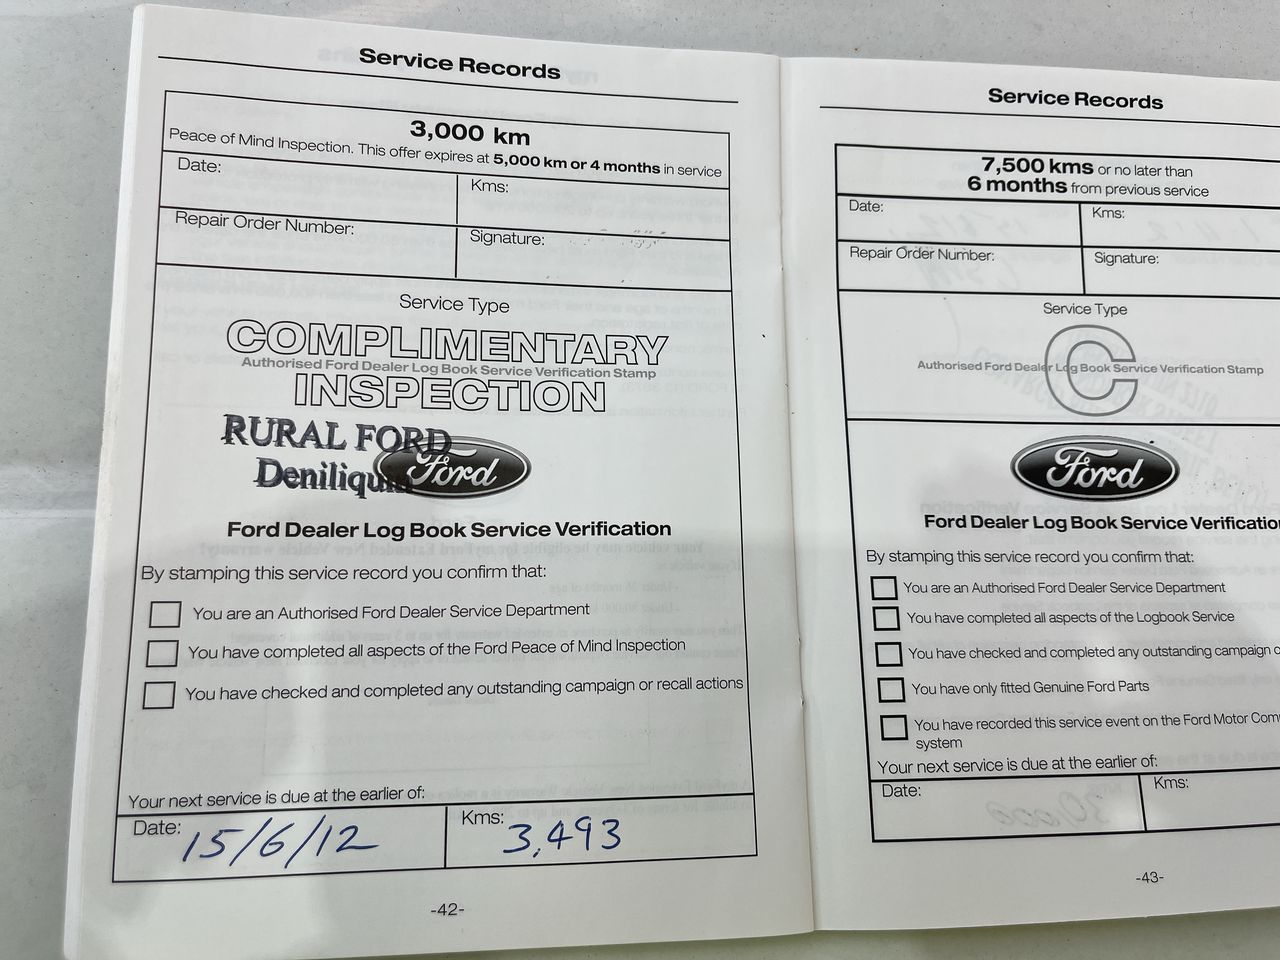 Service Records
3,000 km
Peace of Mind Inspection. This offer expires at 5,000 km or 4 months in service
Date:
Kms:
Repair Order Number:
Signature:
Service Type
COMPLIMENTARY
Authorised Ford Dealer Log Book Service Verification Stamp
INSPECTION
RURAL FORD
Deniliquin
Ford
Ford Dealer Log Book Service Verification
By stamping this service record you confirm that:
You are an Authorised Ford Dealer Service Department
You have completed all aspects of the Ford Peace of Mind Inspection
You have checked and completed any outstanding campaign or recall actions
Your next service is due at the earlier of:
Date: 15/6/12
Kms: 3,493
-42-
Service Records
7,500 kms or no later than
6 months from previous service
Date:
Kms:
Repair Order Number:
Signature:
Service Type
C
Authorised Ford Dealer Log Book Service Verification Stamp
Ford
Ford Dealer Log Book Service Verificatio
By stamping this service record you confirm that:
You are an Authorised Ford Dealer Service Department
You have completed all aspects of the Logbook Service
You have checked and completed any outstanding campaign
You have only fitted Genuine Ford Parts
You have recorded this service event on the Ford Motor Com
system
Your next service is due at the earlier of:
Date:
Kms:
-43-